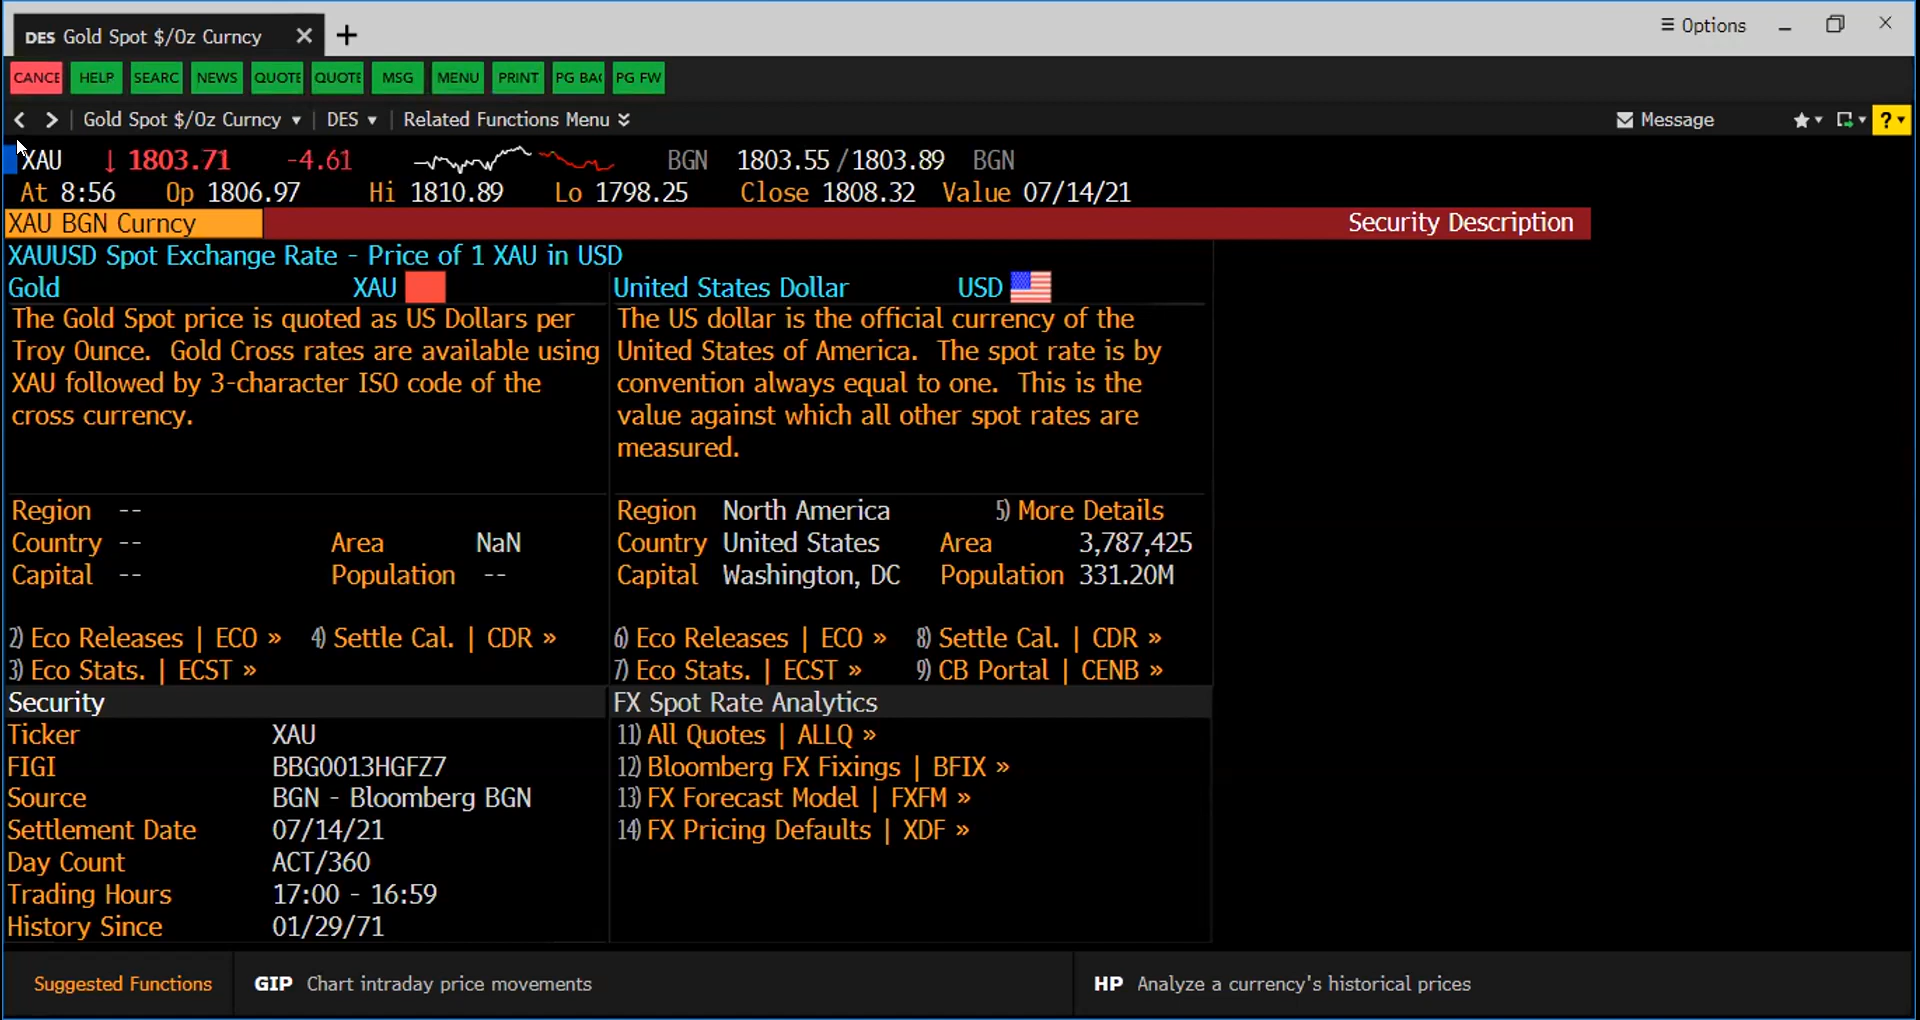 DES Gold Spot $/Oz Curncy
Options
CANCE HELP SEARC NEWS QUOTE QUOTE MSG MENU PRINT PG BA PG FW
Gold Spot $/Oz Curncy DES Related Functions Menu Message ?
XAU ↓ 1803.71 -4.61 BGN 1803.55 / 1803.89 BGN
At 8:56 Op 1806.97 Hi 1810.89 Lo 1798.25 Close 1808.32 Value 07/14/21
XAU BGN Curncy Security Description
XAUUSD Spot Exchange Rate - Price of 1 XAU in USD
Gold XAU
The Gold Spot price is quoted as US Dollars per
Troy Ounce. Gold Cross rates are available using
XAU followed by 3-character ISO code of the
cross currency.
Region --
Country -- Area NaN
Capital -- Population --
2) Eco Releases | ECO » 4) Settle Cal. | CDR »
3) Eco Stats. | ECST »
United States Dollar USD
The US dollar is the official currency of the
United States of America. The spot rate is by
convention always equal to one. This is the
value against which all other spot rates are
measured.
Region North America 5) More Details
Country United States Area 3,787,425
Capital Washington, DC Population 331.20M
6) Eco Releases | ECO » 8) Settle Cal. | CDR »
7) Eco Stats. | ECST » 9) CB Portal | CENB »
Security
Ticker XAU
FIGI BBG0013HGFZ7
Source BGN - Bloomberg BGN
Settlement Date 07/14/21
Day Count ACT/360
Trading Hours 17:00 - 16:59
History Since 01/29/71
FX Spot Rate Analytics
11) All Quotes | ALLQ »
12) Bloomberg FX Fixings | BFIX »
13) FX Forecast Model | FXFM »
14) FX Pricing Defaults | XDF »
Suggested Functions GIP Chart intraday price movements HP Analyze a currency's historical prices